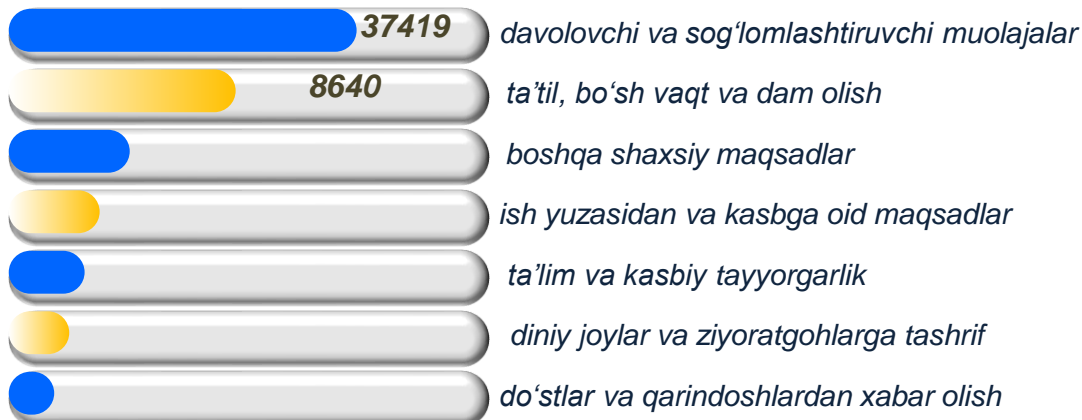 37419 davolovchi va sog‘lomlashtiruvchi muolajalar
8640 ta’til, bo‘sh vaqt va dam olish
boshqa shaxsiy maqsadlar
ish yuzasidan va kasbga oid maqsadlar
ta’lim va kasbiy tayyorgarlik
diniy joylar va ziyoratgohlarga tashrif
do‘stlar va qarindoshlardan xabar olish